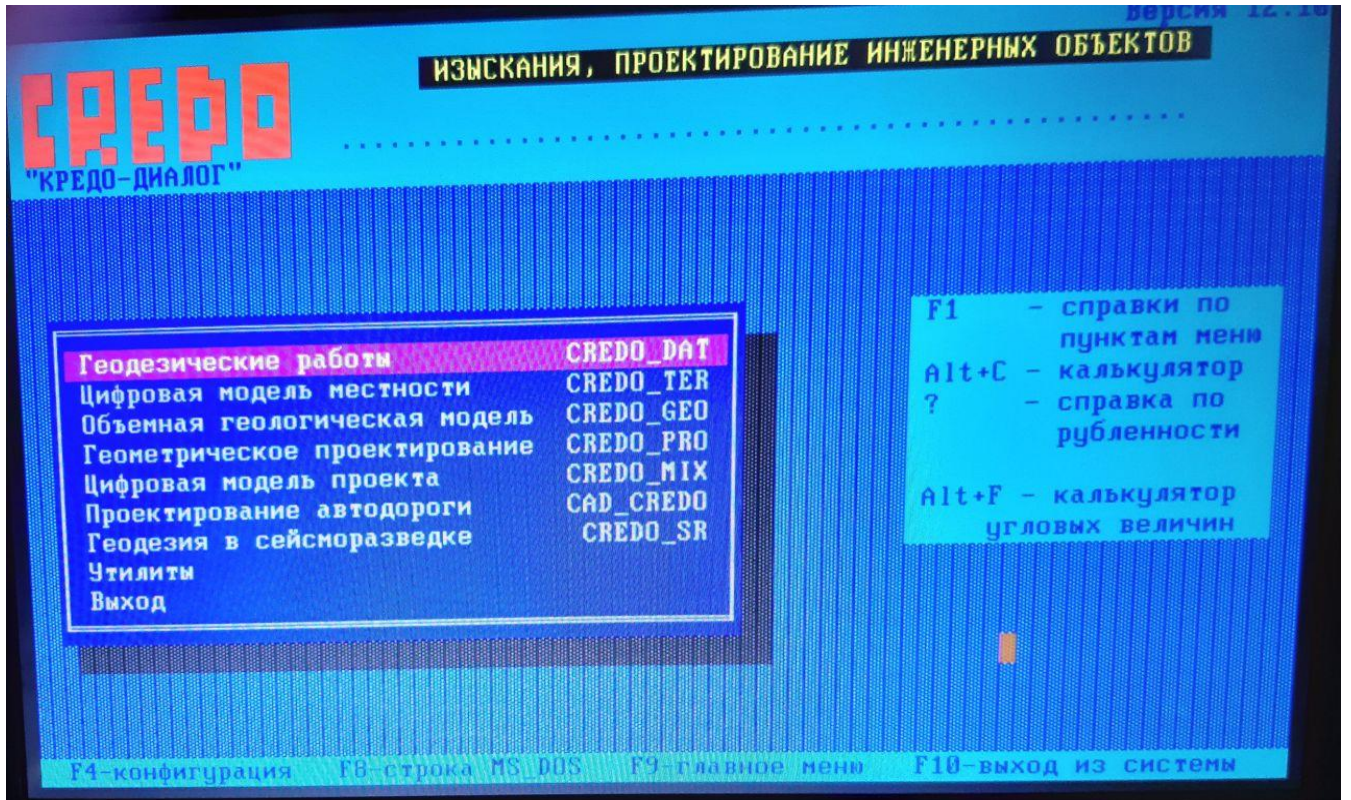 Версия 12.10
ИЗЫСКАНИЯ, ПРОЕКТИРОВАНИЕ ИНЖЕНЕРНЫХ ОБЪЕКТОВ
CREDO
"КРЕДО-ДИАЛОГ"
Геодезические работы CREDO_DAT
Цифровая модель местности CREDO_TER
Объемная геологическая модель CREDO_GEO
Геометрическое проектирование CREDO_PRO
Цифровая модель проекта CREDO_MIX
Проектирование автодороги CAD_CREDO
Геодезия в сейсморазведке CREDO_SR
Утилиты
Выход
F1 - справки по
пунктам меню
Alt+C - калькулятор
? - справка по
рубленности
Alt+F - калькулятор
угловых величин
F4-конфигурация F8-строка MS_DOS F9-главное меню F10-выход из системы